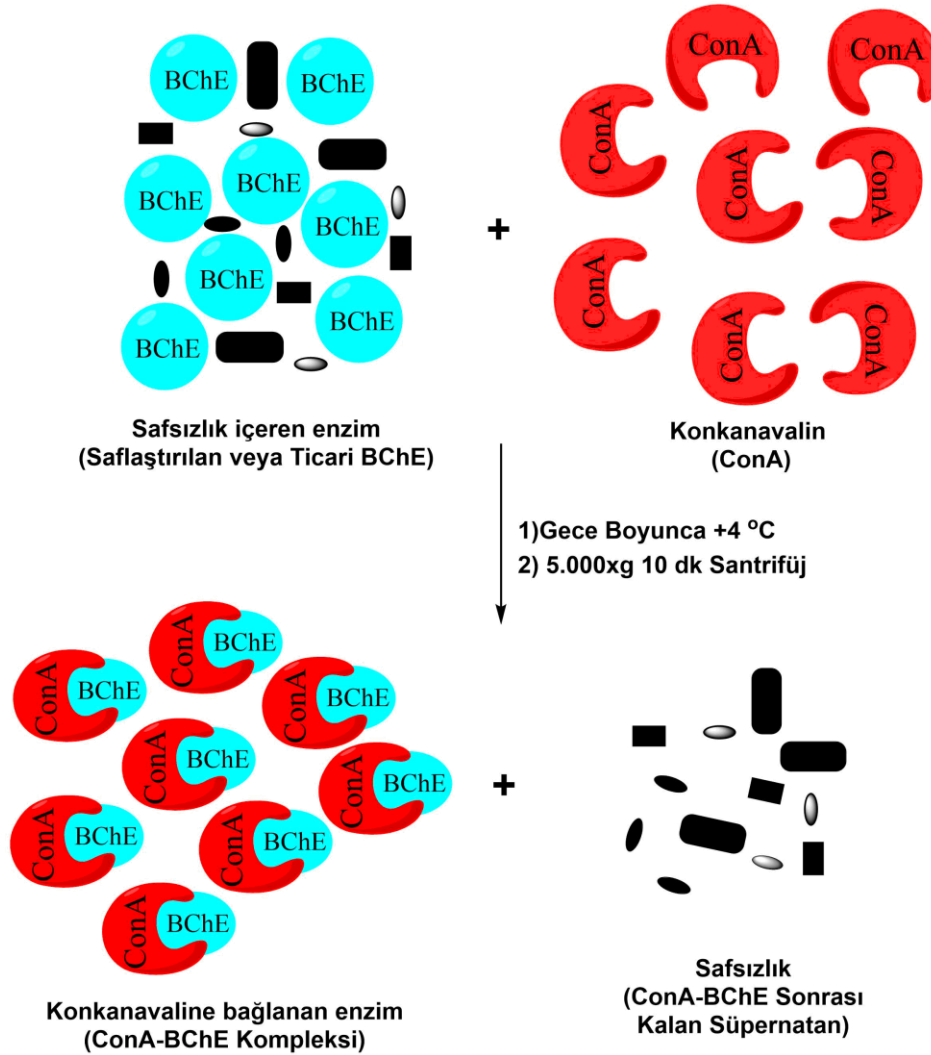 BChE
BChE
BChE
BChE
BChE
BChE
BChE
BChE
+
ConA
ConA
ConA
ConA
ConA
ConA
ConA
ConA
Safsızlık içeren enzim
(Saflaştırılan veya Ticari BChE)
Konkanavalin
(ConA)
1)Gece Boyunca +4 °C
2) 5.000xg 10 dk Santrifüj
ConA BChE
ConA BChE
ConA BChE
ConA BChE
ConA BChE
ConA BChE
ConA BChE
ConA BChE
+
Konkanavaline bağlanan enzim
(ConA-BChE Kompleksi)
Safsızlık
(ConA-BChE Sonrası
Kalan Süpernatan)